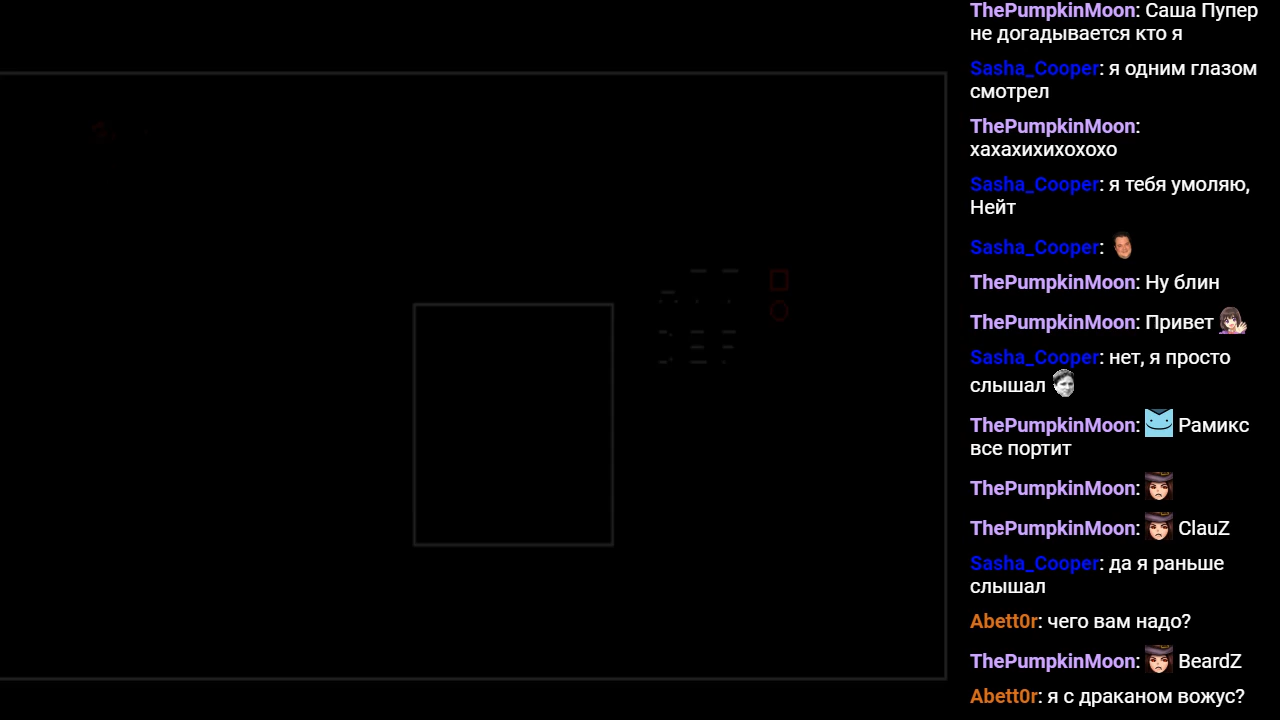 ThePumpkinMoon: Саша Пупер
не догадывается кто я
Sasha_Cooper: я одним глазом
смотрел
ThePumpkinMoon:
хахахихихохохо
Sasha_Cooper: я тебя умоляю,
Нейт
Sasha_Cooper:
ThePumpkinMoon: Ну блин
ThePumpkinMoon: Привет
Sasha_Cooper: нет, я просто
слышал
ThePumpkinMoon: Рамикс
все портит
ThePumpkinMoon:
ThePumpkinMoon: ClauZ
Sasha_Cooper: да я раньше
слышал
Abett0r: чего вам надо?
ThePumpkinMoon: BeardZ
Abett0r: я с драканом вожус?